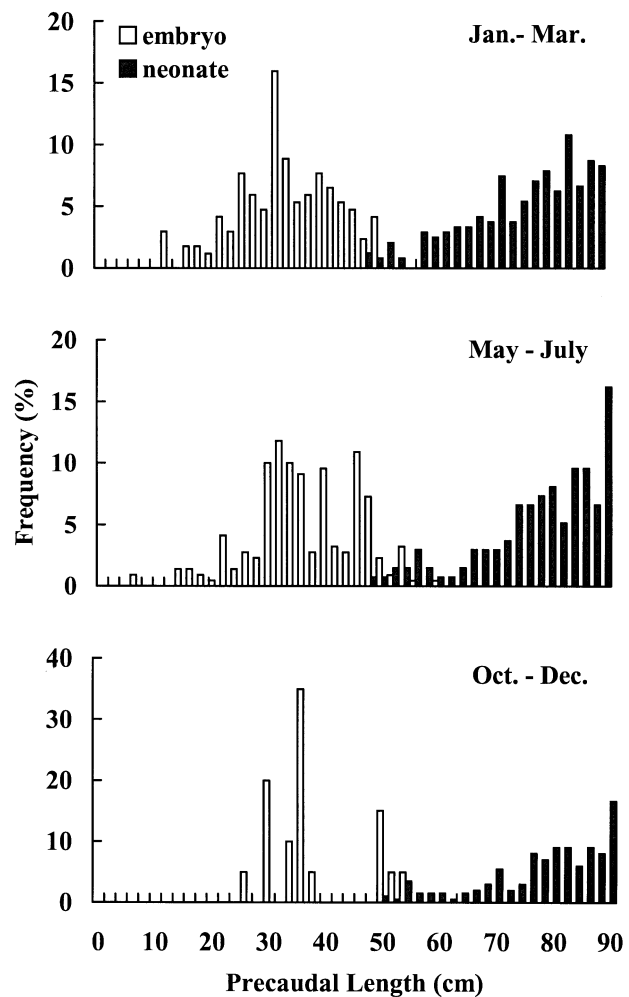 20
embryo
Jan.- Mar.
neonate
15
10
5
0
20
May - July
15
10
5
0
Frequency (%)
40
Oct. - Dec.
30
20
10
0
0 10 20 30 40 50 60 70 80 90
Precaudal Length (cm)